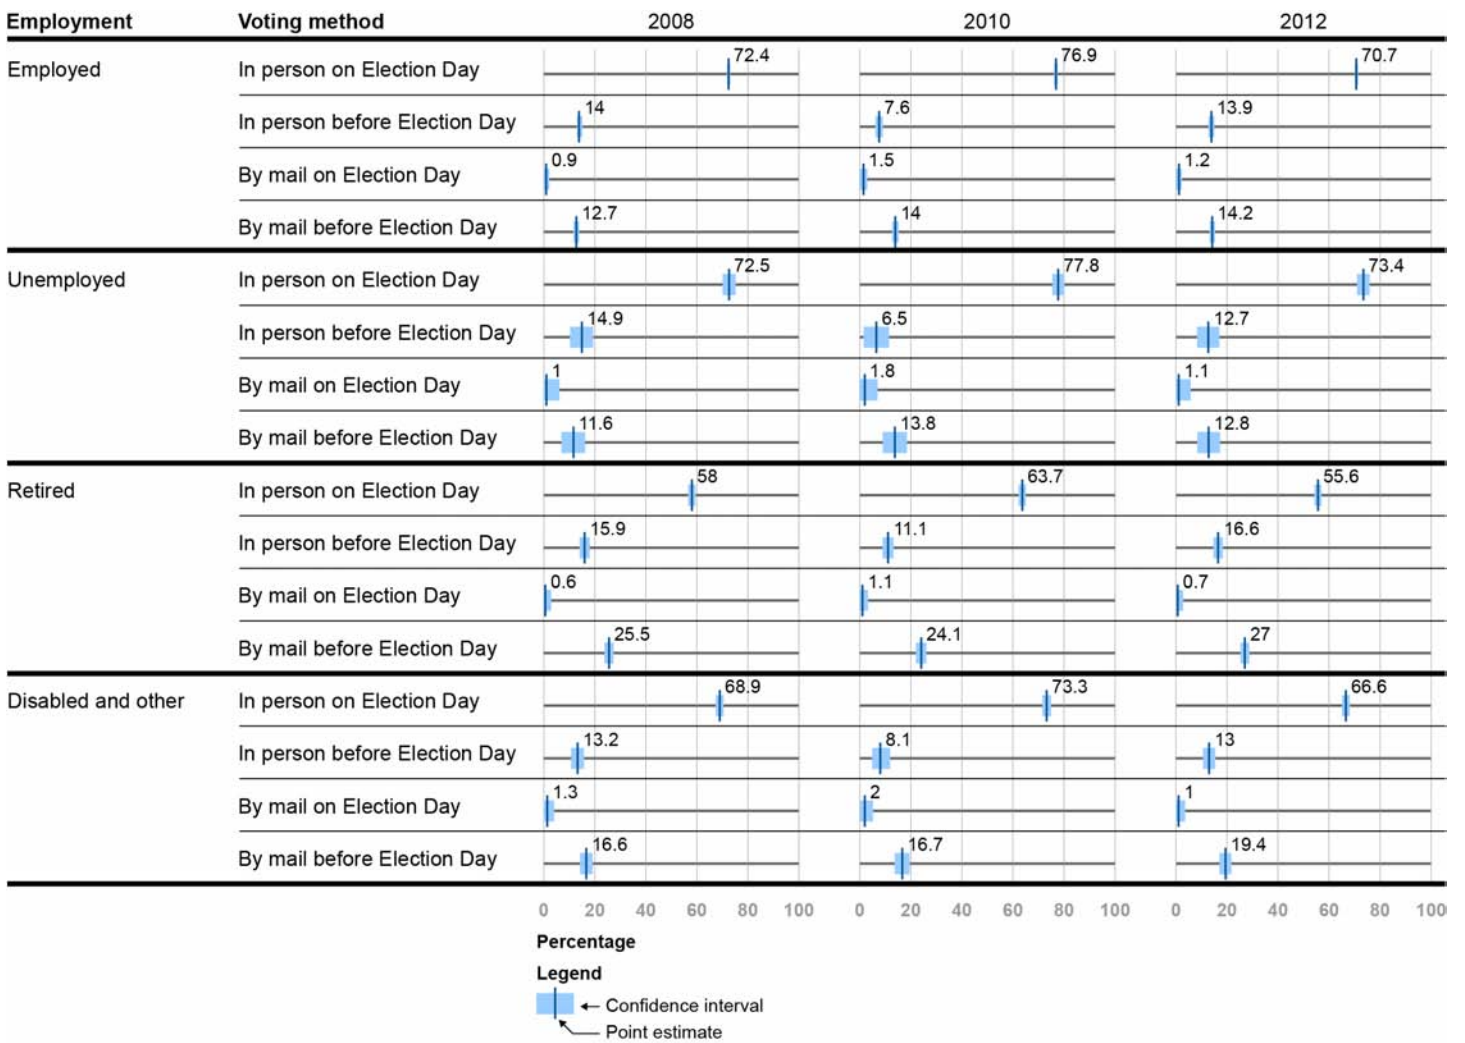 Employment Voting method 2008 2010 2012
72.4 76.9 70.7
Employed In person on Election Day
14 7.6 13.9
In person before Election Day
0.9 1.5 1.2
By mail on Election Day
12.7 14 14.2
By mail before Election Day
72.5 77.8 73.4
Unemployed In person on Election Day
14.9 6.5 12.7
In person before Election Day
1 1.8 1.1
By mail on Election Day
11.6 13.8 12.8
By mail before Election Day
58 63.7 55.6
Retired In person on Election Day
15.9 11.1 16.6
In person before Election Day
0.6 1.1 0.7
By mail on Election Day
25.5 24.1 27
By mail before Election Day
68.9 73.3 66.6
Disabled and other In person on Election Day
13.2 8.1 13
In person before Election Day
1.3 2 1
By mail on Election Day
16.6 16.7 19.4
By mail before Election Day
0 20 40 60 80 100 0 20 40 60 80 100 0 20 40 60 80 100
Percentage
Legend
Confidence interval
Point estimate